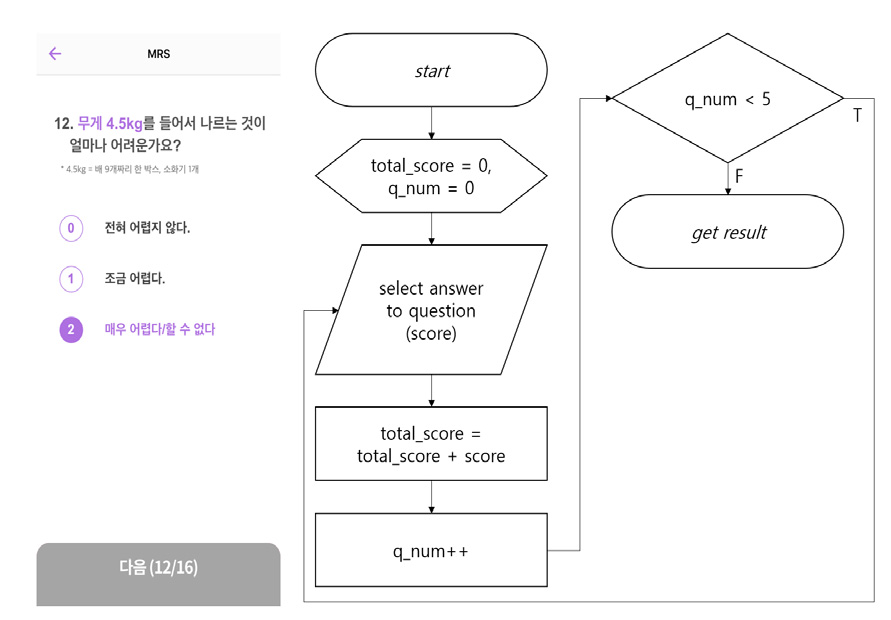 MRS
12. 무게 4.5kg를 들어서 나르는 것이
얼마나 어려운가요?
* 4.5kg = 배 9개짜리 한 박스, 소화기 1개
0 전혀 어렵지 않다.
1 조금 어렵다.
2 매우 어렵다/할 수 없다
다음 (12/16)
start
total_score = 0,
q_num = 0
select answer
to question
(score)
total_score =
total_score + score
q_num++
q_num < 5
T
F
get result